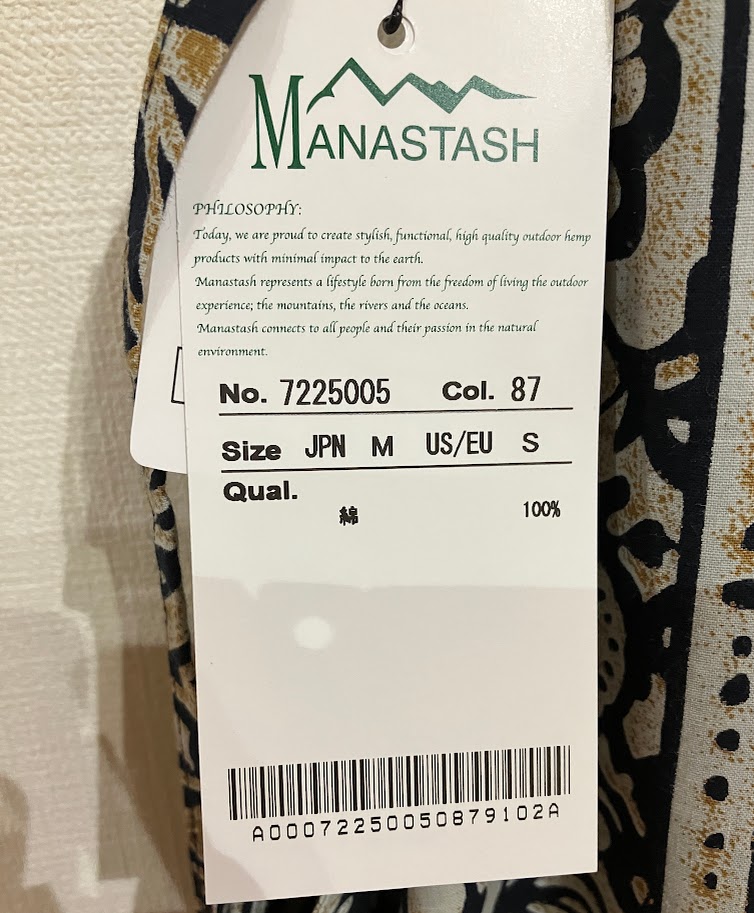 MANASTASH
PHILOSOPHY:
Today, we are proud to create stylish, functional, high quality outdoor hemp
products with minimal impact to the earth.
Manastash represents a lifestyle born from the freedom of living the outdoor
experience; the mountains, the rivers and the oceans.
Manastash connects to all people and their passion in the natural
environment.
No. 7225005 Col. 87
Size JPN M US/EU S
Qual.
綿 100%
A00072250050879102A